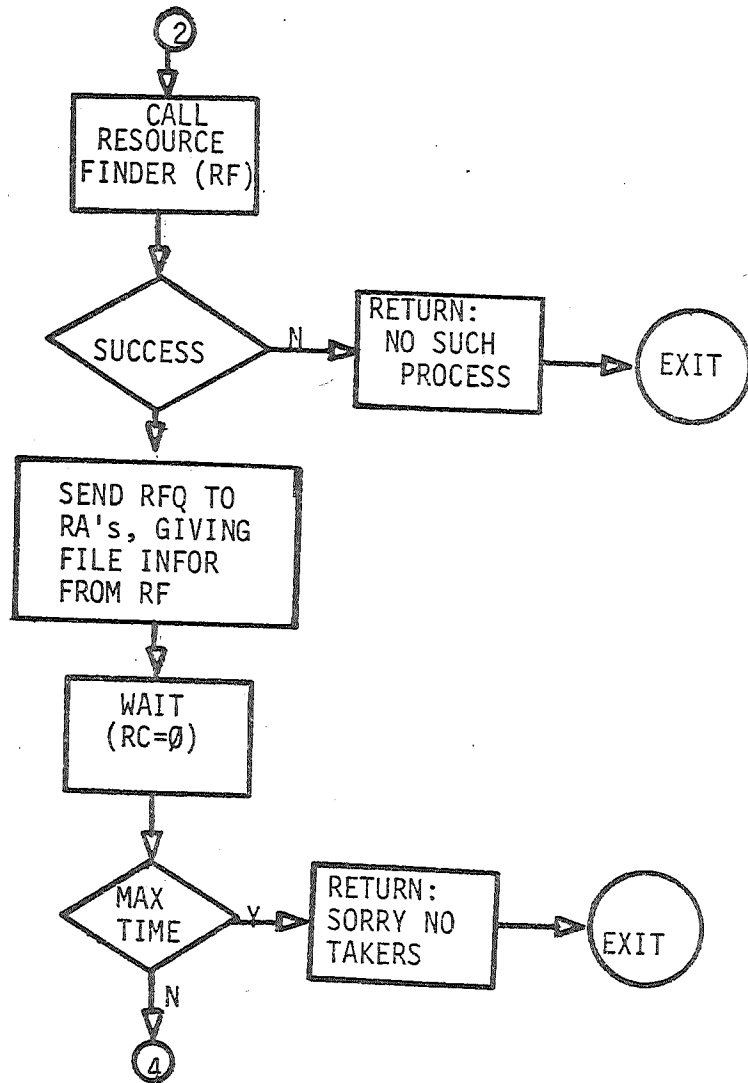 2
CALL
RESOURCE
FINDER (RF)
SUCCESS
N
RETURN:
NO SUCH
PROCESS
EXIT
SEND RFQ TO
RA's, GIVING
FILE INFOR
FROM RF
WAIT
(RC=Ø)
MAX
TIME
Y
RETURN:
SORRY NO
TAKERS
EXIT
N
4